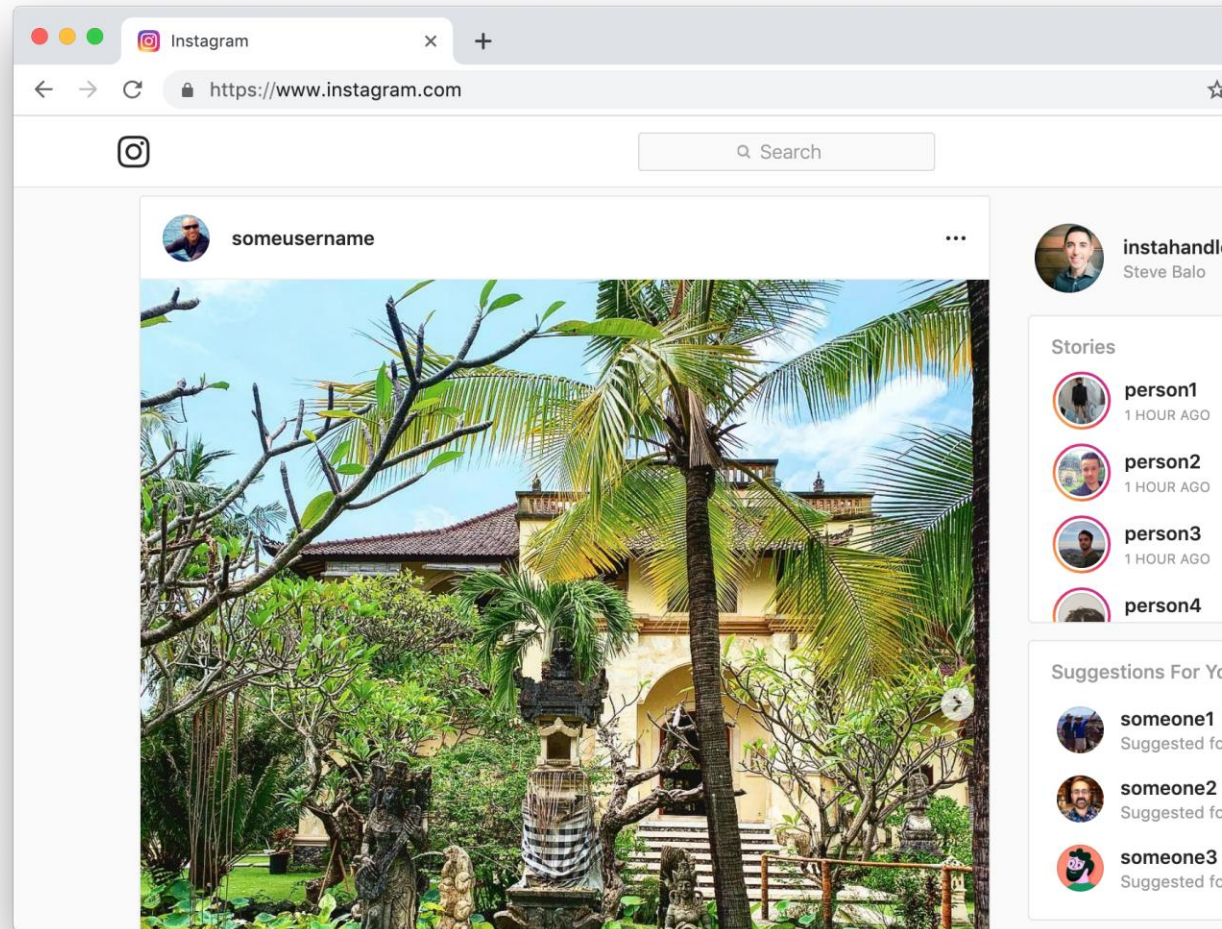 Instagram
https://www.instagram.com
Search
someusername
instahandle
Steve Balo
Stories
person1
1 HOUR AGO
person2
1 HOUR AGO
person3
1 HOUR AGO
person4
Suggestions For Yo
someone1
Suggested fo
someone2
Suggested fo
someone3
Suggested fo